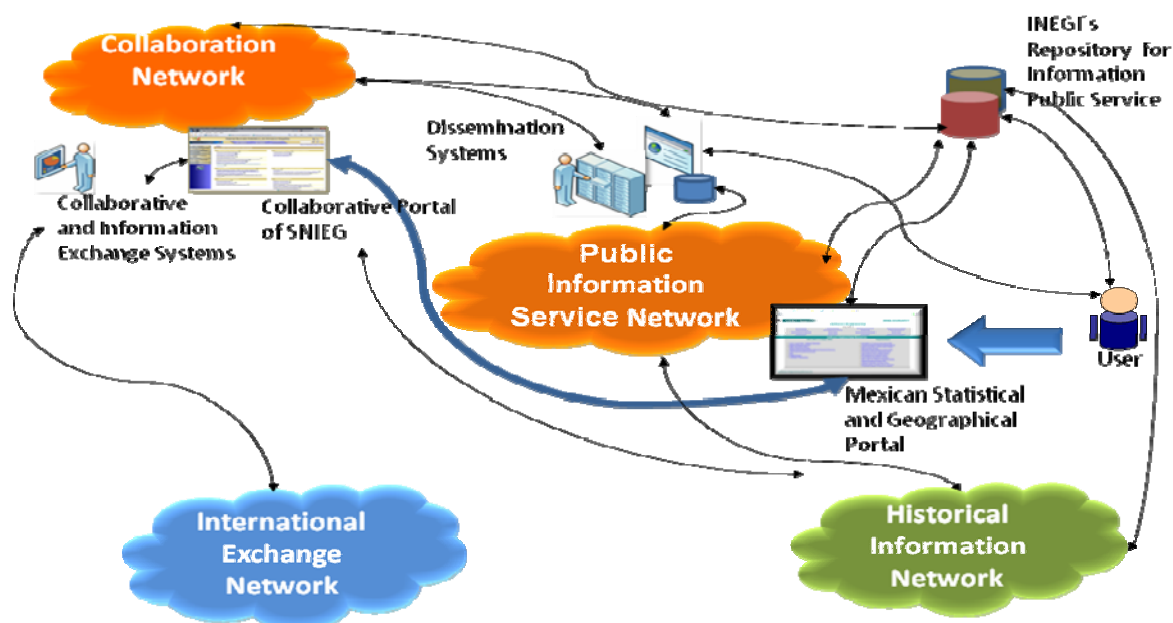 Collaboration
Network
INEGI's
Repository for
Information
Public Service
Dissemination
Systems
Collaborative
and Information
Exchange Systems
Collaborative Portal
of SNIEG
Public
Information
Service Network
User
Mexican Statistical
and Geographical
Portal
International
Exchange
Network
Historical
Information
Network